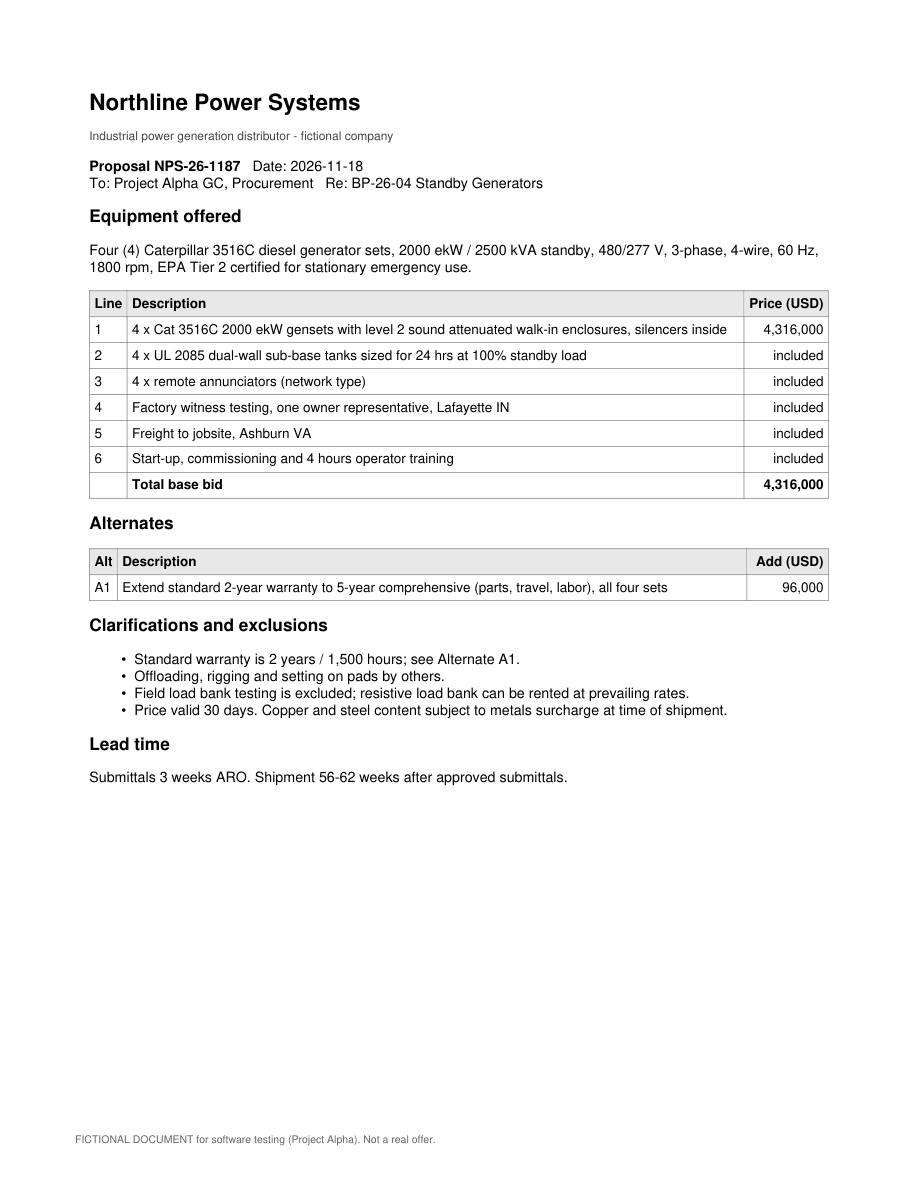 Northline Power Systems
Industrial power generation distributor - fictional company
Proposal NPS-26-1187   Date: 2026-11-18
To: Project Alpha GC, Procurement   Re: BP-26-04 Standby Generators
Equipment offered
Four (4) Caterpillar 3516C diesel generator sets, 2000 ekW / 2500 kVA standby, 480/277 V, 3-phase, 4-wire, 60 Hz,
1800 rpm, EPA Tier 2 certified for stationary emergency use.
Line Description Price (USD)
1 4 x Cat 3516C 2000 ekW gensets with level 2 sound attenuated walk-in enclosures, silencers inside 4,316,000
2 4 x UL 2085 dual-wall sub-base tanks sized for 24 hrs at 100% standby load included
3 4 x remote annunciators (network type) included
4 Factory witness testing, one owner representative, Lafayette IN included
5 Freight to jobsite, Ashburn VA included
6 Start-up, commissioning and 4 hours operator training included
Total base bid 4,316,000
Alternates
Alt Description Add (USD)
A1 Extend standard 2-year warranty to 5-year comprehensive (parts, travel, labor), all four sets 96,000
Clarifications and exclusions
• Standard warranty is 2 years / 1,500 hours; see Alternate A1.
• Offloading, rigging and setting on pads by others.
• Field load bank testing is excluded; resistive load bank can be rented at prevailing rates.
• Price valid 30 days. Copper and steel content subject to metals surcharge at time of shipment.
Lead time
Submittals 3 weeks ARO. Shipment 56-62 weeks after approved submittals.
FICTIONAL DOCUMENT for software testing (Project Alpha). Not a real offer.